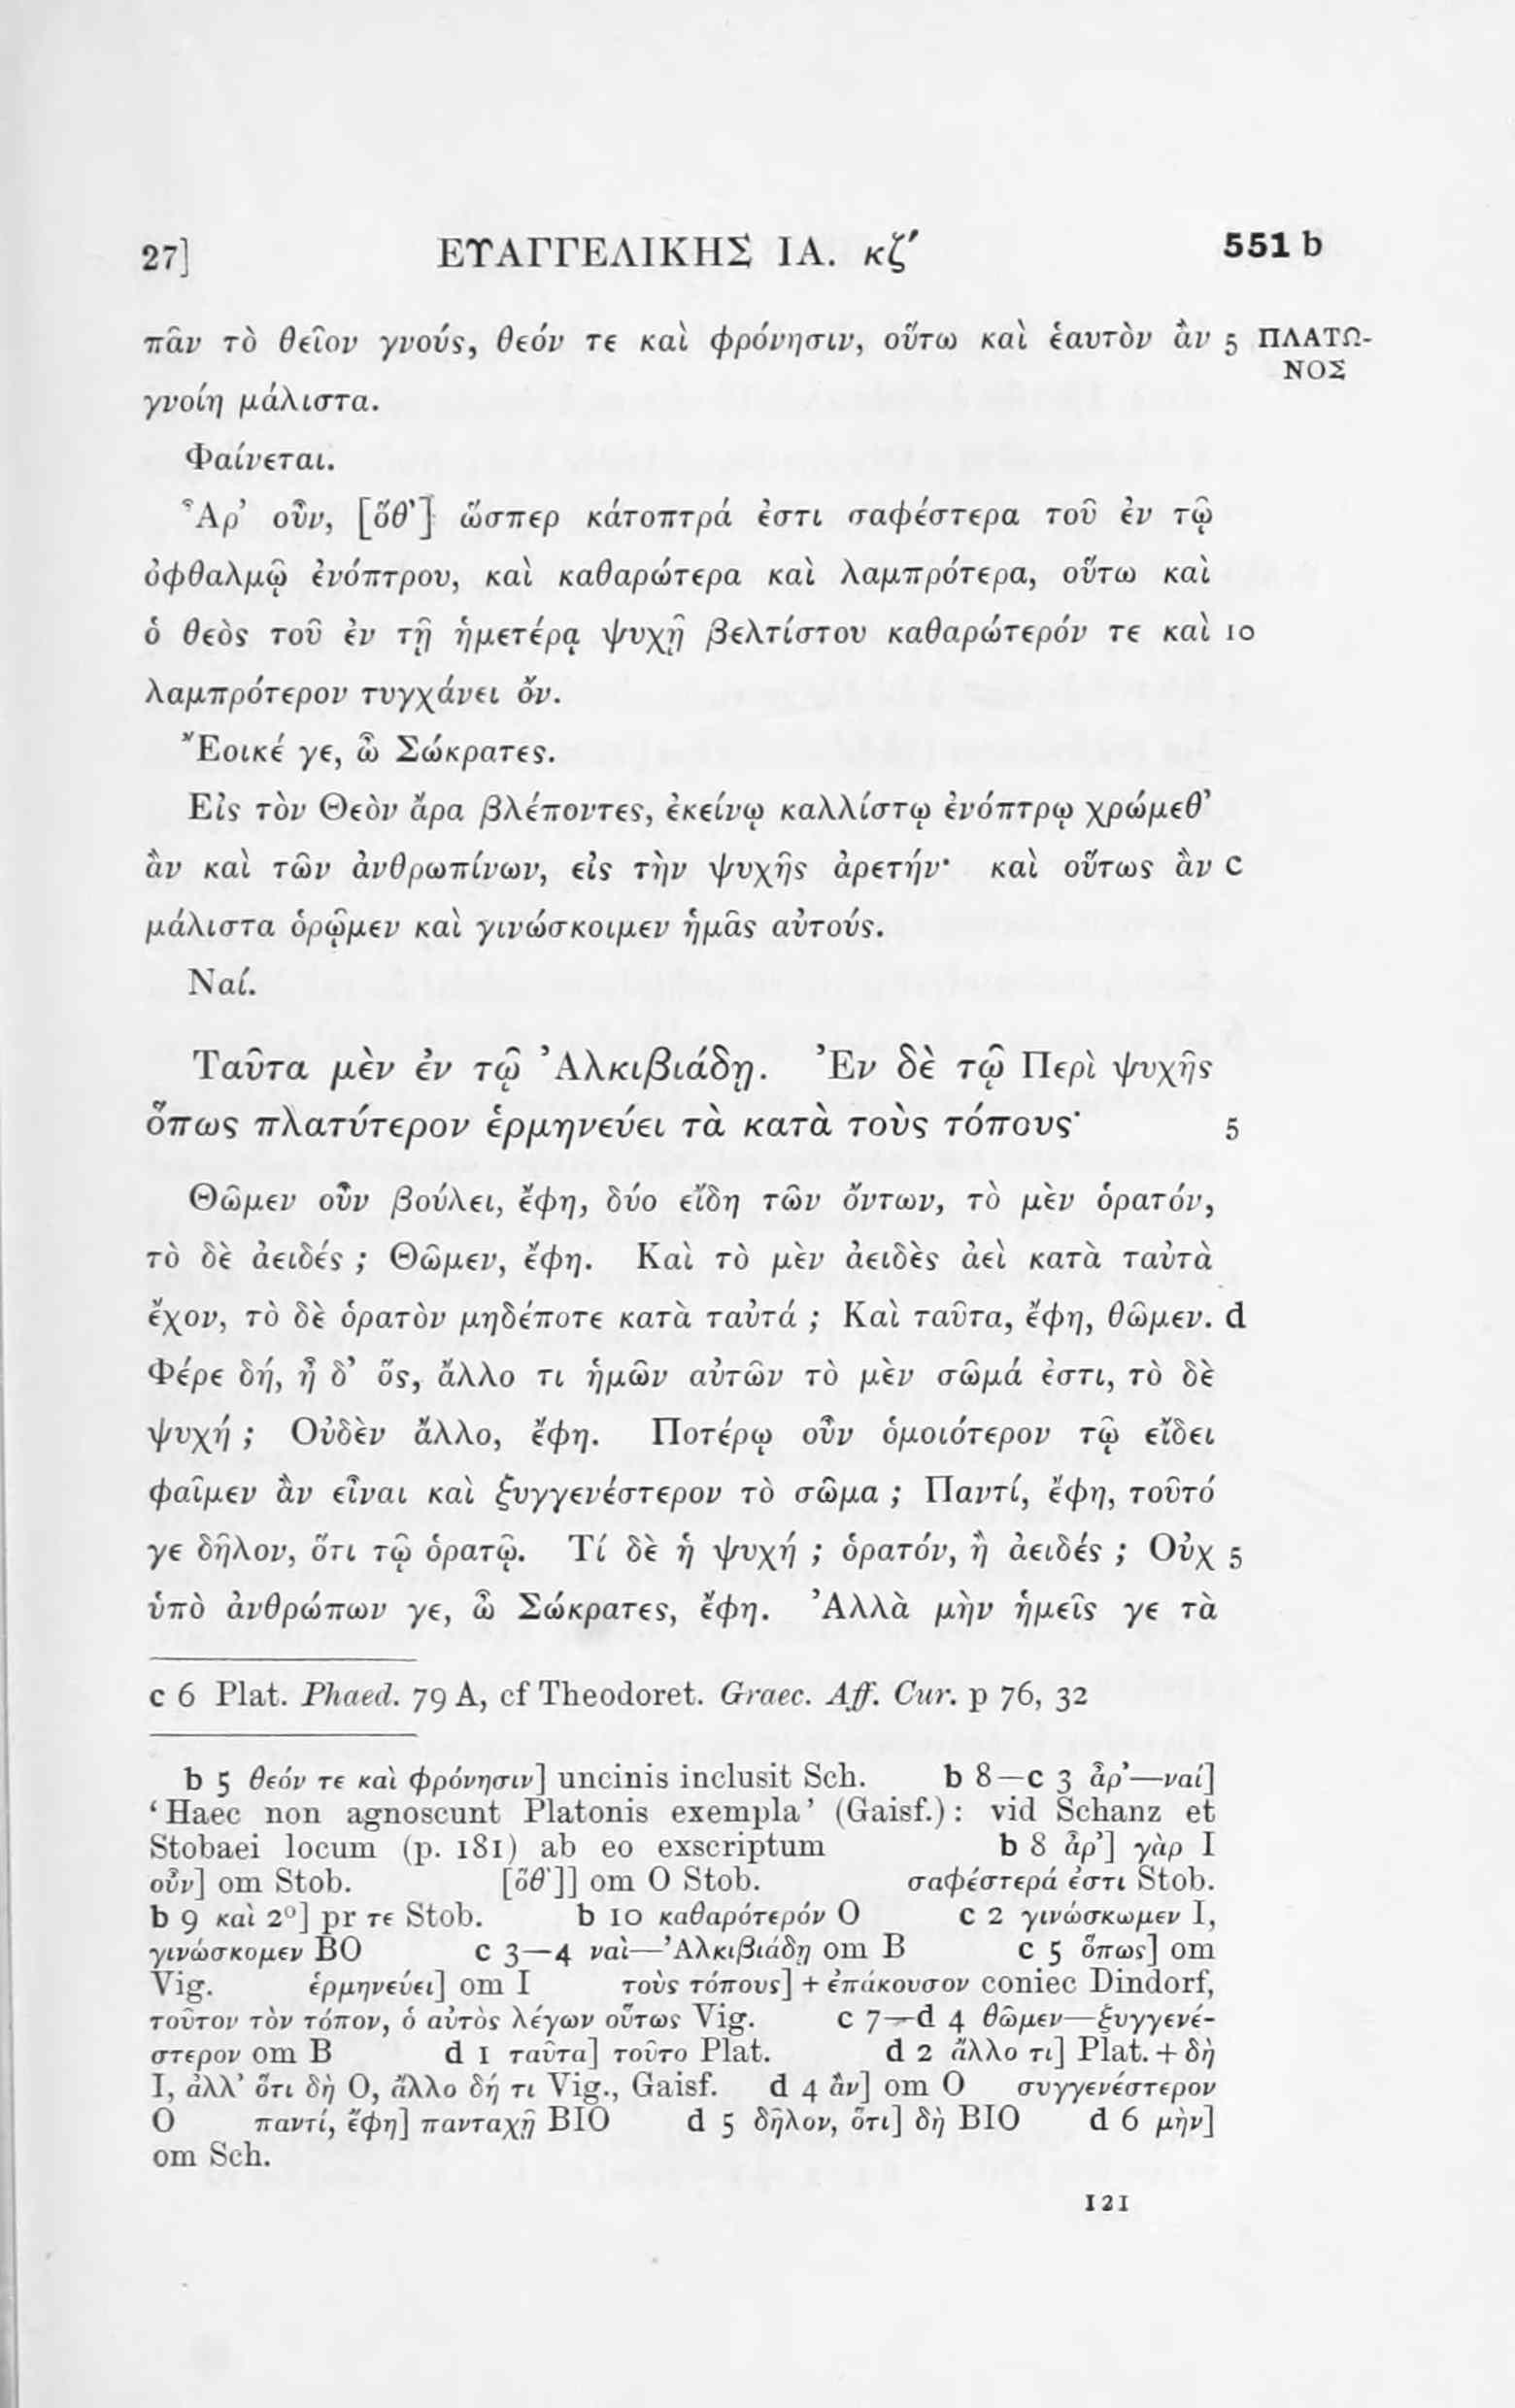 27] ΕΥΑΓΓΕΛΙΚΗΣ ΙΑ. κζ′ 551 b
πᾶν τὸ θεῖον γνούς, θεόν τε καὶ φρόνησιν, οὕτω καὶ ἑαυτὸν ἂν 5 ΠΛΑΤΩ-
ΝΟΣ
γνοίη μάλιστα.
Φαίνεται.
Ἆρ’ οὖν, [ὅθ’] ὥσπερ κάτοπτρά ἐστι σαφέστερα τοῦ ἐν τῷ
ὀφθαλμῷ ἐνόπτρου, καὶ καθαρώτερα καὶ λαμπρότερα, οὕτω καὶ
ὁ θεὸς τοῦ ἐν τῇ ἡμετέρᾳ ψυχῇ βελτίστου καθαρώτερόν τε καὶ 10
λαμπρότερον τυγχάνει ὄν.
Ἔοικέ γε, ὦ Σώκρατες.
Εἰς τὸν Θεὸν ἄρα βλέποντες, ἐκείνῳ καλλίστῳ ἐνόπτρῳ χρώμεθ’
ἂν καὶ τῶν ἀνθρωπίνων, εἰς τὴν ψυχῆς ἀρετήν· καὶ οὕτως ἂν c
μάλιστα ὁρῷμεν καὶ γινώσκοιμεν ἡμᾶς αὐτούς.
Ναί.
Ταῦτα μὲν ἐν τῷ Ἀλκιβιάδῃ. Ἐν δὲ τῷ Περὶ ψυχῆς
ὅπως πλατύτερον ἑρμηνεύει τὰ κατὰ τοὺς τόπους· 5
Θῶμεν οὖν βούλει, ἔφη, δύο εἴδη τῶν ὄντων, τὸ μὲν ὁρατόν,
τὸ δὲ ἀειδές ; Θῶμεν, ἔφη. Καὶ τὸ μὲν ἀειδὲς ἀεὶ κατὰ ταὐτὰ
ἔχον, τὸ δὲ ὁρατὸν μηδέποτε κατὰ ταὐτά ; Καὶ ταῦτα, ἔφη, θῶμεν. d
Φέρε δή, ἦ δ’ ὅς, ἄλλο τι ἡμῶν αὐτῶν τὸ μὲν σῶμά ἐστι, τὸ δὲ
ψυχή ; Οὐδὲν ἄλλο, ἔφη. Ποτέρῳ οὖν ὁμοιότερον τῷ εἴδει
φαῖμεν ἂν εἶναι καὶ ξυγγενέστερον τὸ σῶμα ; Παντί, ἔφη, τοῦτό
γε δῆλον, ὅτι τῷ ὁρατῷ. Τί δὲ ἡ ψυχή ; ὁρατόν, ἢ ἀειδές ; Οὐχ 5
ὑπὸ ἀνθρώπων γε, ὦ Σώκρατες, ἔφη. Ἀλλὰ μὴν ἡμεῖς γε τὰ
c 6 Plat. Phaed. 79 A, cf Theodoret. Graec. Aff. Cur. p 76, 32
b 5 θεόν τε καὶ φρόνησιν] uncinis inclusit Sch. b 8—c 3 ἆρ’—ναί]
‘Haec non agnoscunt Platonis exempla’ (Gaisf.): vid Schanz et
Stobaei locum (p. 181) ab eo exscriptum b 8 ἆρ’] γὰρ I
οὖν] om Stob. [ὅθ’]] om O Stob. σαφέστερά ἐστι Stob.
b 9 καὶ 2º] pr τε Stob. b 10 καθαρότερόν O c 2 γινώσκωμεν I,
γινώσκομεν BO c 3—4 ναὶ—Ἀλκιβιάδῃ om B c 5 ὅπως] om
Vig. ἑρμηνεύει] om I τοὺς τόπους] + ἐπάκουσον coniec Dindorf,
τοῦτον τὸν τόπον, ὁ αὐτὸς λέγων οὕτως Vig. c 7—d 4 θῶμεν—ξυγγενέ-
στερον om B d 1 ταῦτα] τοῦτο Plat. d 2 ἄλλο τι] Plat. + δὴ
I, ἀλλ’ ὅτι δὴ O, ἄλλο δή τι Vig., Gaisf. d 4 ἂν] om O συγγενέστερον
O παντί, ἔφη] πανταχῇ BIO d 5 δῆλον, ὅτι] δὴ BIO d 6 μὴν]
om Sch.
121